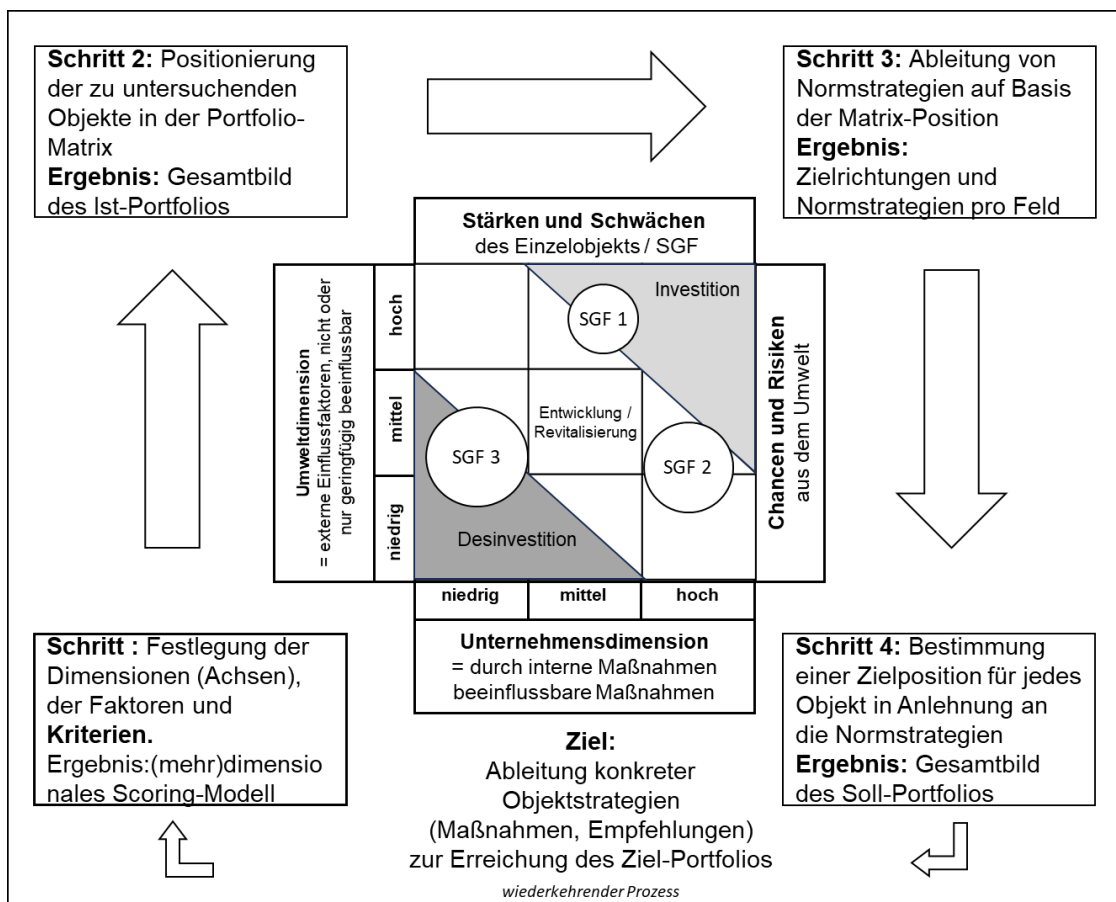 Schritt 2: Positionierung
der zu untersuchenden
Objekte in der Portfolio-
Matrix
Ergebnis: Gesamtbild
des Ist-Portfolios
Schritt 3: Ableitung von
Normstrategien auf Basis
der Matrix-Position
Ergebnis:
Zielrichtungen und
Normstrategien pro Feld
Stärken und Schwächen
des Einzelobjekts / SGF
Umweltdimension
= externe Einflussfaktoren, nicht oder
nur geringfügig beeinflussbar
hoch
mittel
niedrig
Investition
SGF 1
Entwicklung /
Revitalisierung
SGF 3
SGF 2
Desinvestition
Chancen und Risiken
aus dem Umwelt
niedrig
mittel
hoch
Unternehmensdimension
= durch interne Maßnahmen
beeinflussbare Maßnahmen
Schritt : Festlegung der
Dimensionen (Achsen),
der Faktoren und
Kriterien.
Ergebnis:(mehr)dimensio
nales Scoring-Modell
Schritt 4: Bestimmung
einer Zielposition für jedes
Objekt in Anlehnung an
die Normstrategien
Ergebnis: Gesamtbild
des Soll-Portfolios
Ziel:
Ableitung konkreter
Objektstrategien
(Maßnahmen, Empfehlungen)
zur Erreichung des Ziel-Portfolios
wiederkehrender Prozess